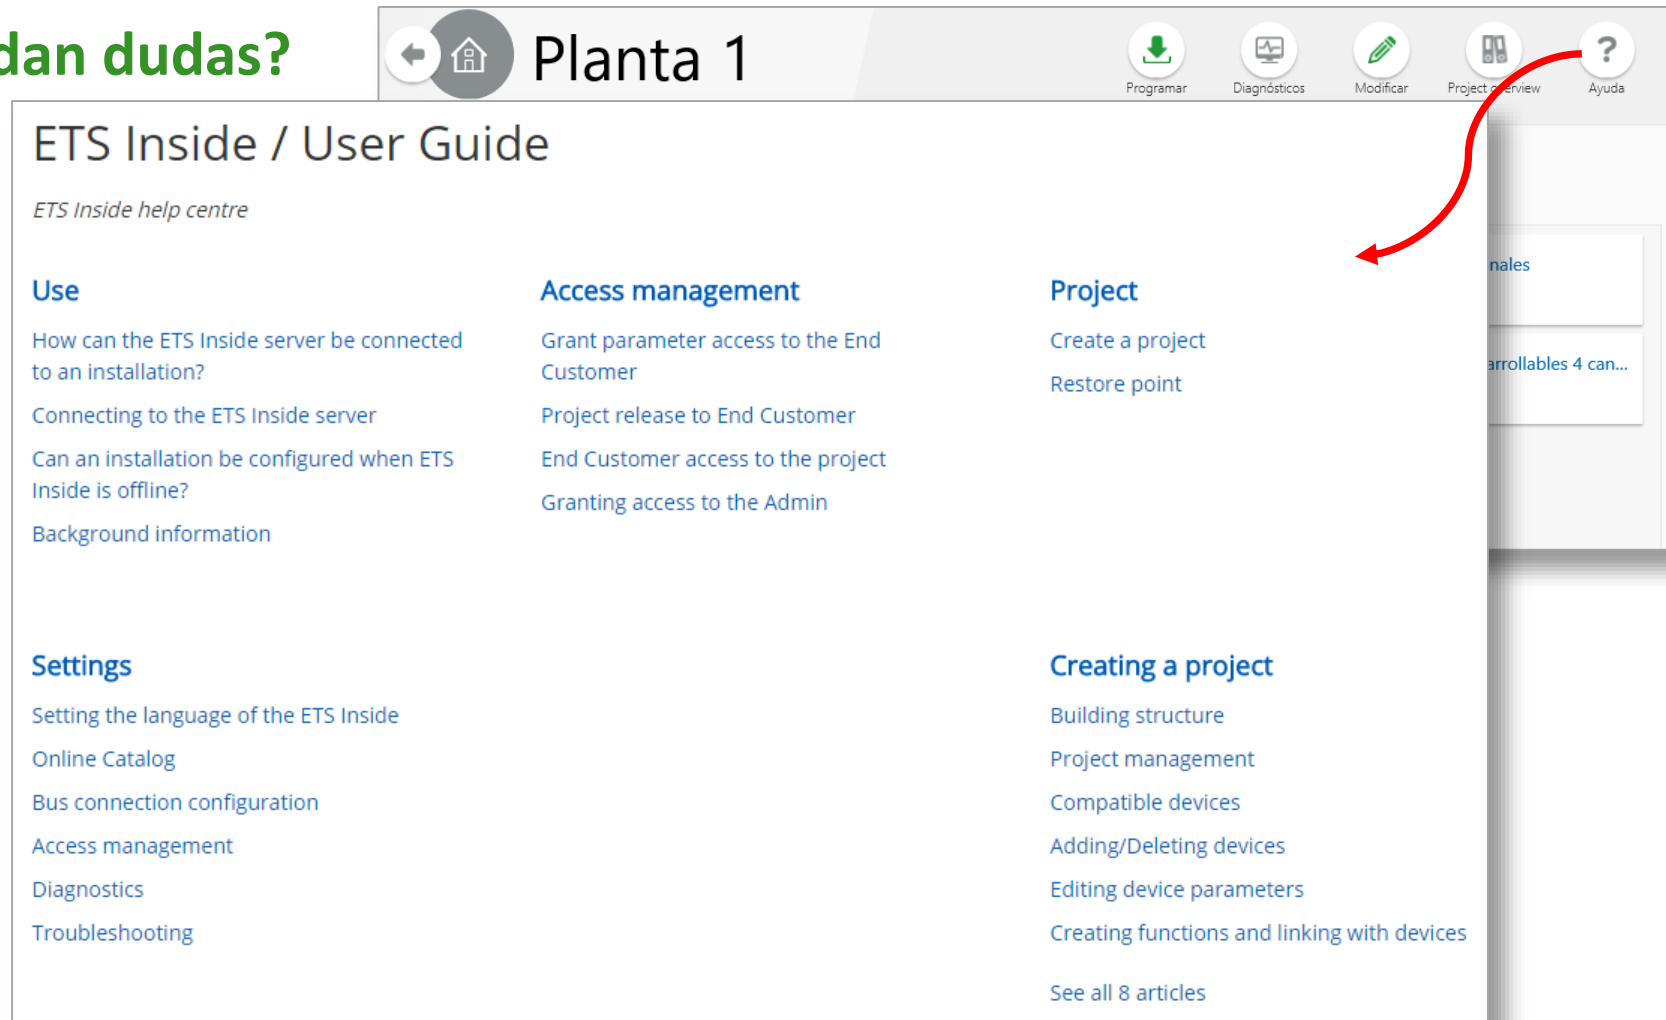 dan dudas?
Planta 1
Programar
Diagnósticos
Modificar
Project overview
Ayuda
ETS Inside / User Guide
ETS Inside help centre
Use
How can the ETS Inside server be connected
to an installation?
Connecting to the ETS Inside server
Can an installation be configured when ETS
Inside is offline?
Background information
Access management
Grant parameter access to the End
Customer
Project release to End Customer
End Customer access to the project
Granting access to the Admin
Project
Create a project
Restore point
nales
arrollables 4 can...
Settings
Setting the language of the ETS Inside
Online Catalog
Bus connection configuration
Access management
Diagnostics
Troubleshooting
Creating a project
Building structure
Project management
Compatible devices
Adding/Deleting devices
Editing device parameters
Creating functions and linking with devices
See all 8 articles